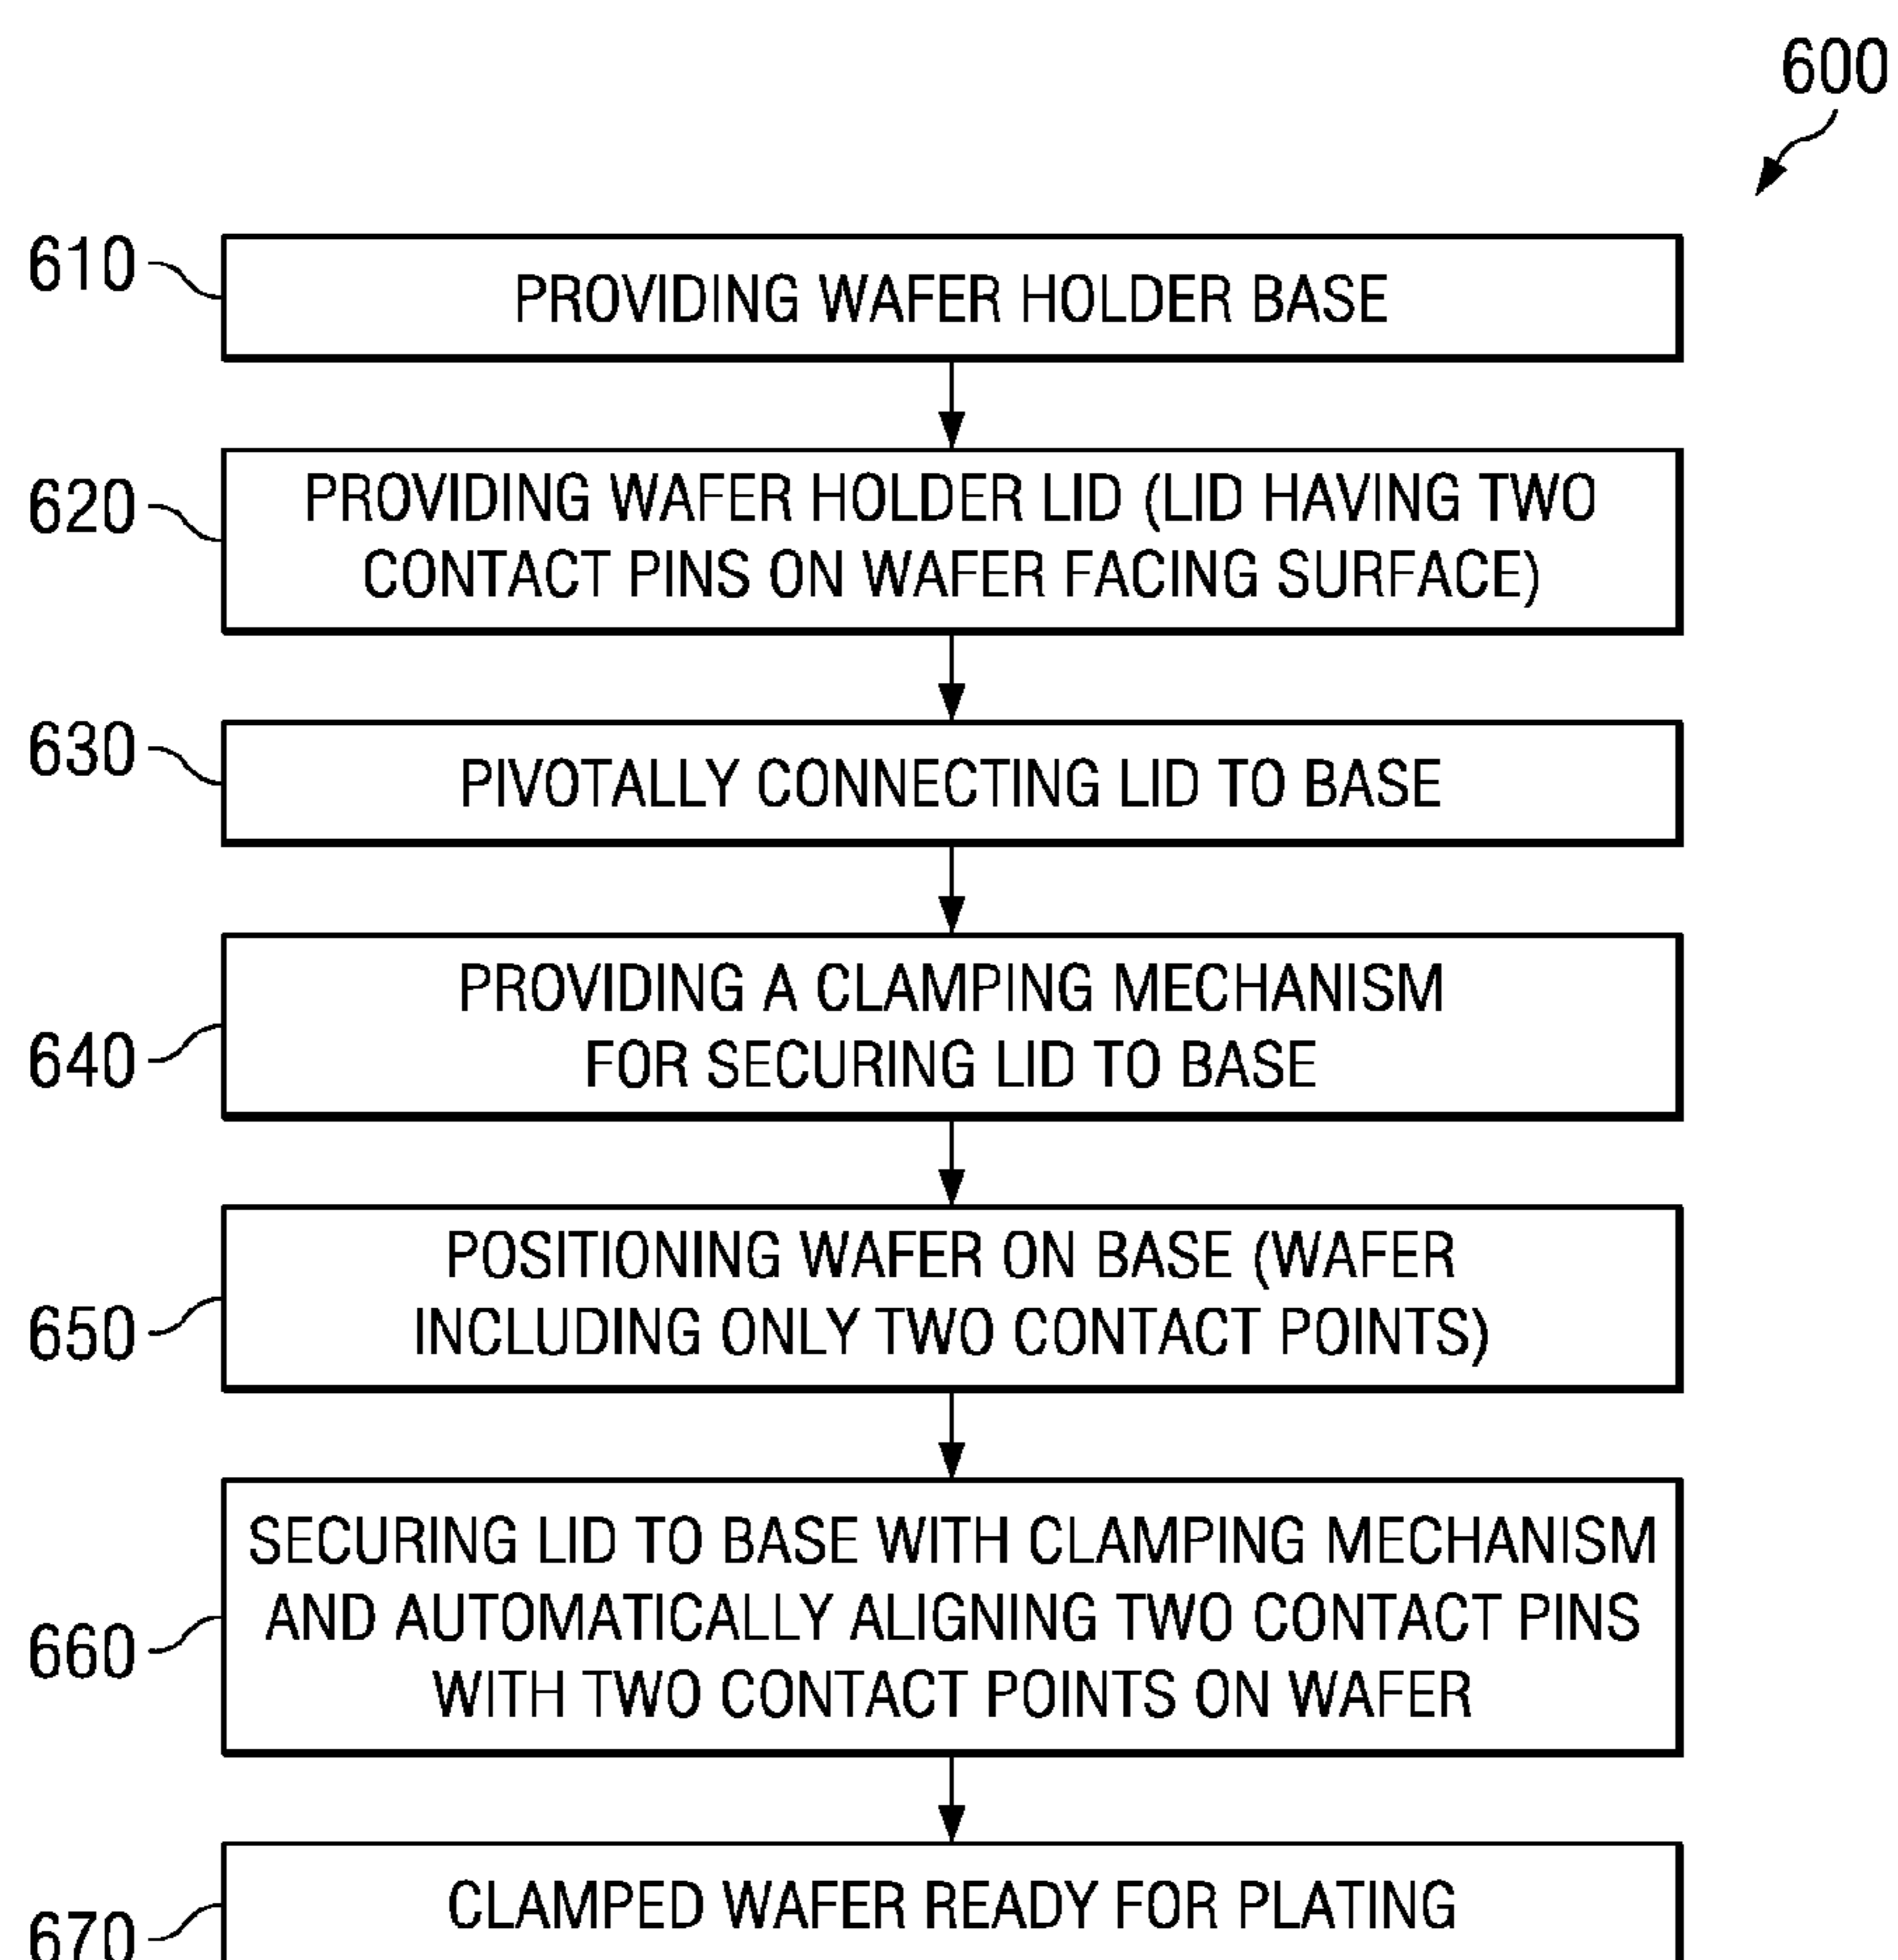 600
610
PROVIDING WAFER HOLDER BASE
620
PROVIDING WAFER HOLDER LID (LID HAVING TWO
CONTACT PINS ON WAFER FACING SURFACE)
630
PIVOTALLY CONNECTING LID TO BASE
640
PROVIDING A CLAMPING MECHANISM
FOR SECURING LID TO BASE
650
POSITIONING WAFER ON BASE (WAFER
INCLUDING ONLY TWO CONTACT POINTS)
660
SECURING LID TO BASE WITH CLAMPING MECHANISM
AND AUTOMATICALLY ALIGNING TWO CONTACT PINS
WITH TWO CONTACT POINTS ON WAFER
670
CLAMPED WAFER READY FOR PLATING